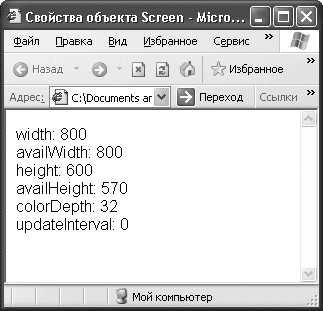 Свойства объекта Screen - Micro...
Файл Правка Вид Избранное Сервис »
Назад Избранное »
Адрес: C:\Documents ar Переход Ссылки »
width: 800
availWidth: 800
height: 600
availHeight: 570
colorDepth: 32
updateInterval: 0
Мой компьютер